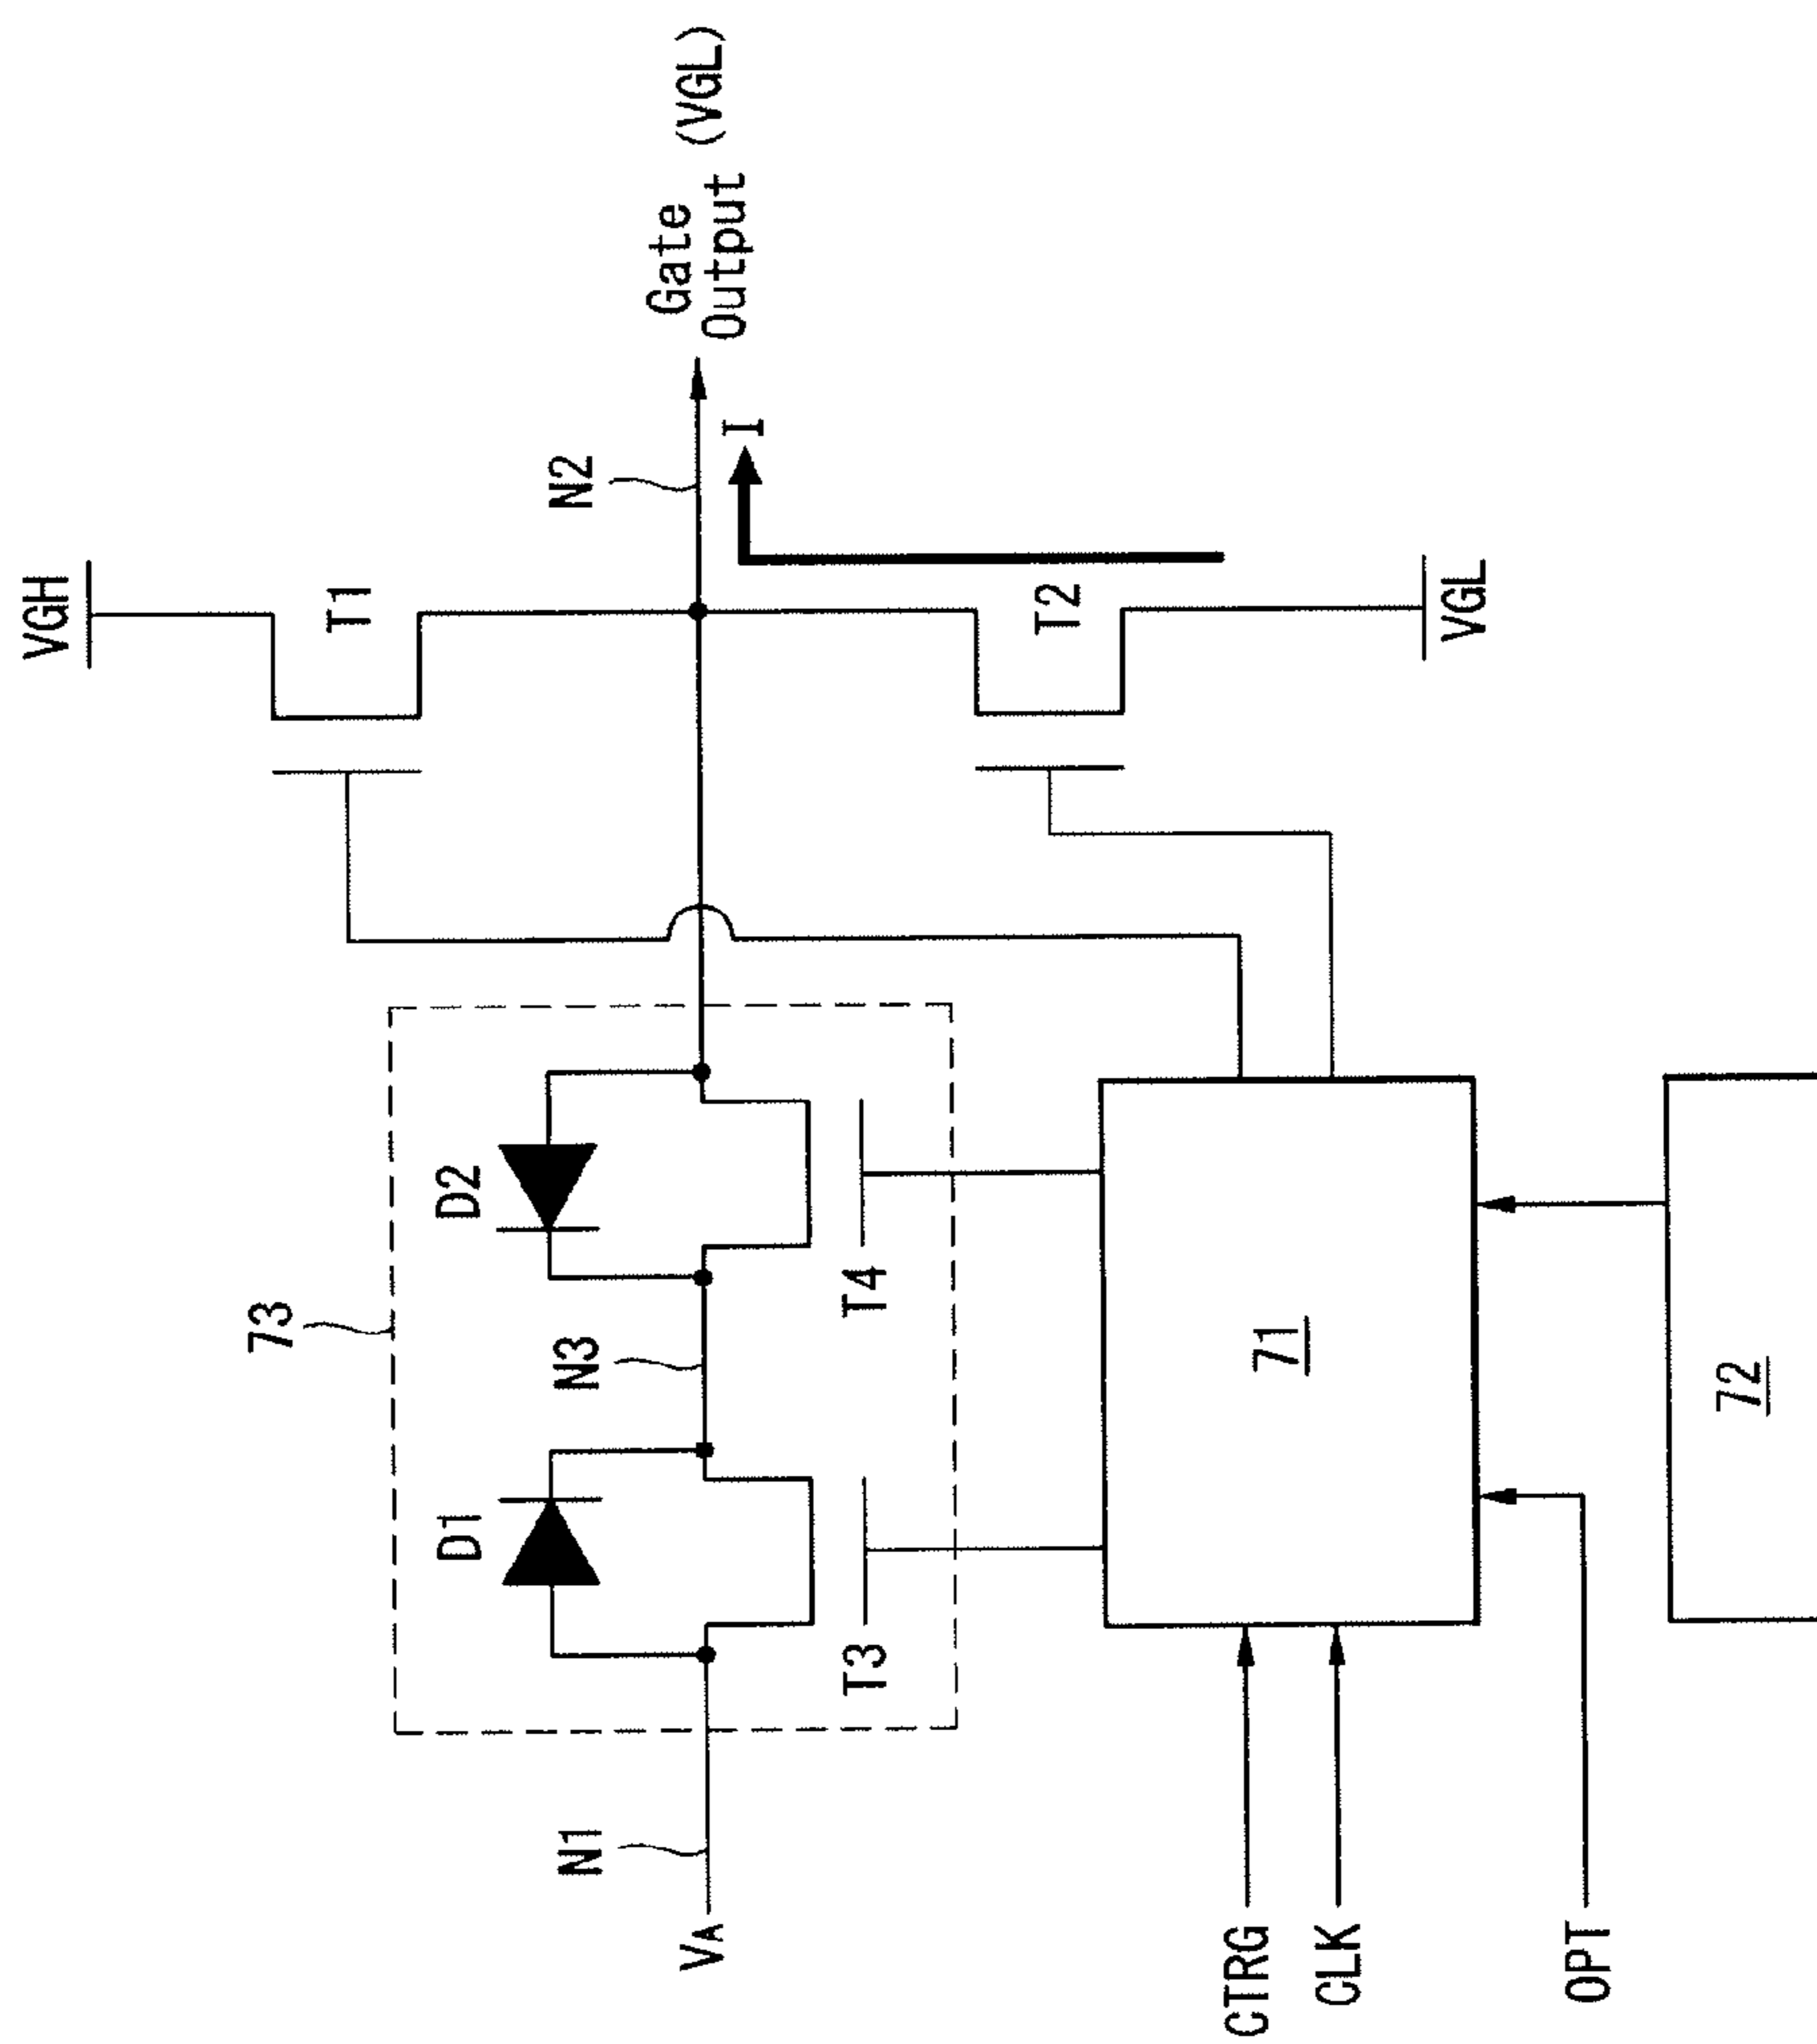 VGH
T1
N2
Gate
Output (VGL)
I
T2
VGL
73
D1
D2
N3
N1
VA
T3
T4
71
72
CTRG
CLK
OPT